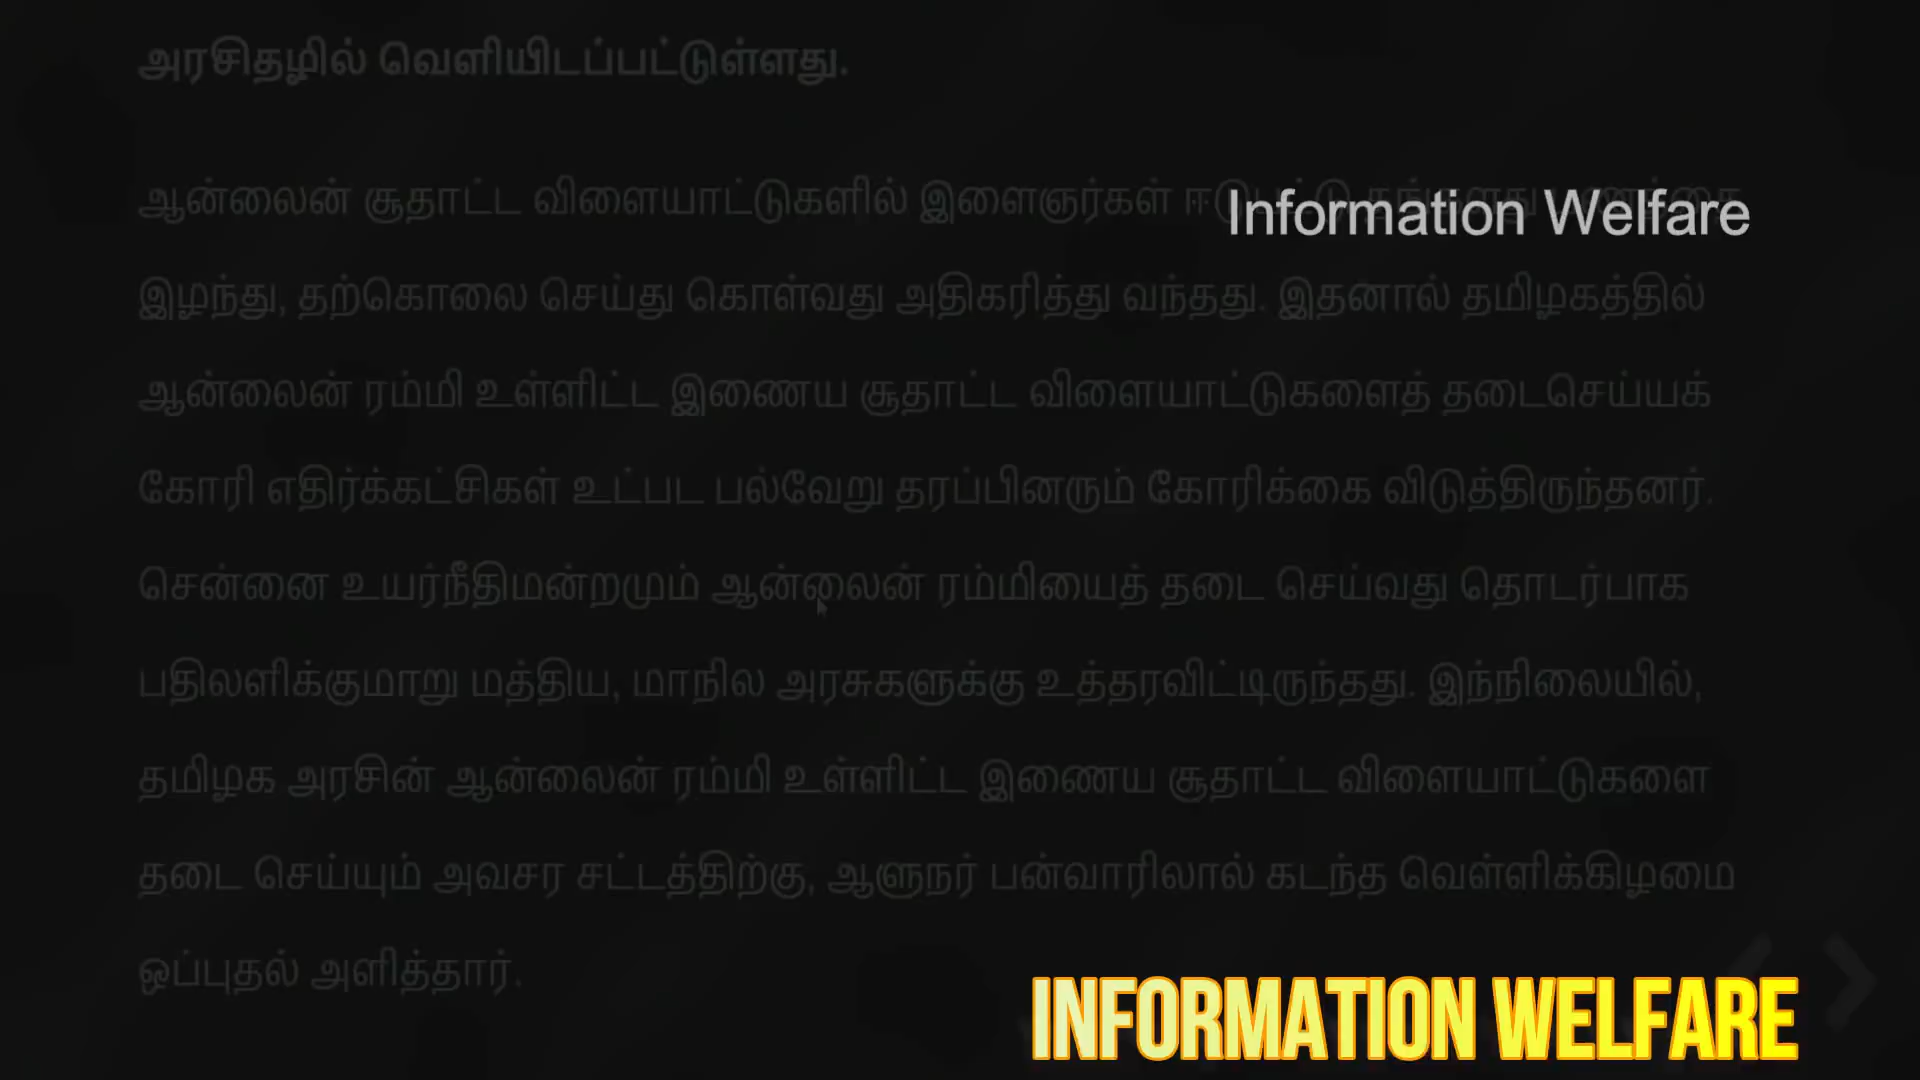 அரசிதழில் வெளியிடப்பட்டுள்ளது.
ஆன்லைன் சூதாட்ட விளையாட்டுகளில் இளைஞர்கள்
Information Welfare
இழந்து, தற்கொலை செய்து கொள்வது அதிகரித்து வந்தது. இதனால் தமிழகத்தில்
ஆன்லைன் ரம்மி உள்ளிட்ட இணைய சூதாட்ட விளையாட்டுகளைத் தடைசெய்யக்
கோரி எதிர்க்கட்சிகள் உட்பட பல்வேறு தரப்பினரும் கோரிக்கை விடுத்திருந்தனர்.
சென்னை உயர்நீதிமன்றமும் ஆன்லைன் ரம்மியைத் தடை செய்வது தொடர்பாக
பதிலளிக்குமாறு மத்திய, மாநில அரசுகளுக்கு உத்தரவிட்டிருந்தது. இந்நிலையில்,
தமிழக அரசின் ஆன்லைன் ரம்மி உள்ளிட்ட இணைய சூதாட்ட விளையாட்டுகளை
தடை செய்யும் அவசர சட்டத்திற்கு, ஆளுநர் பன்வாரிலால் கடந்த வெள்ளிக்கிழமை
ஒப்புதல் அளித்தார்.
INFORMATION WELFARE